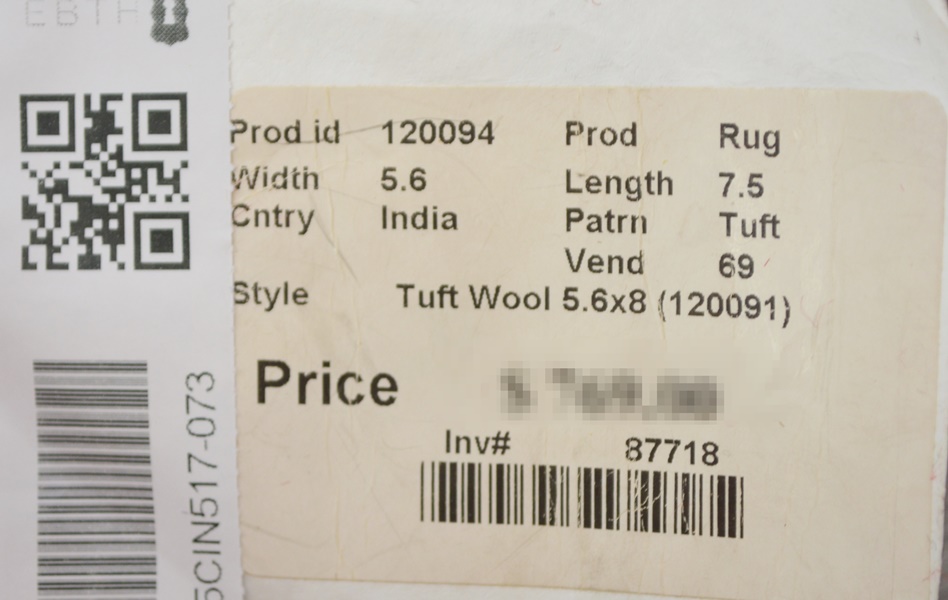 EBTH
Prod id 120094 Prod Rug
Width 5.6 Length 7.5
Cntry India Patrn Tuft
Vend 69
Style Tuft Wool 5.6x8 (120091)
Price
Inv# 87718
5CIN517-073